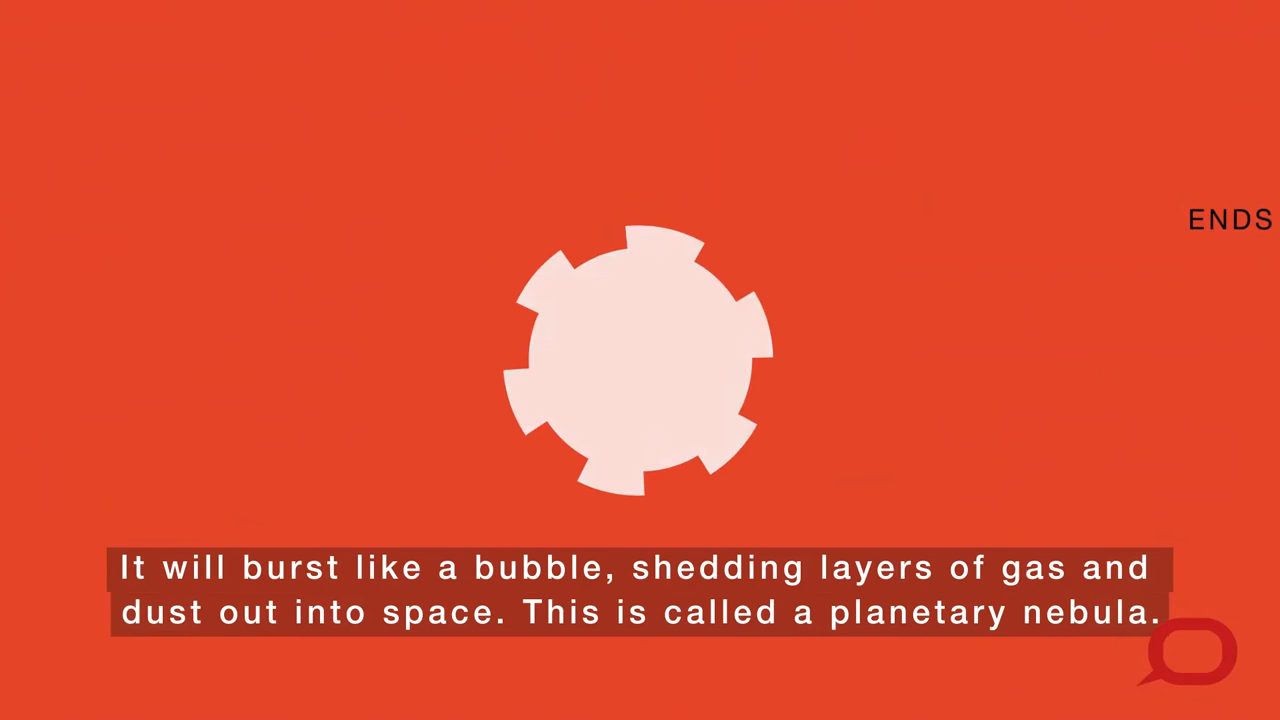 ENDS
It will burst like a bubble, shedding layers of gas and
dust out into space. This is called a planetary nebula.